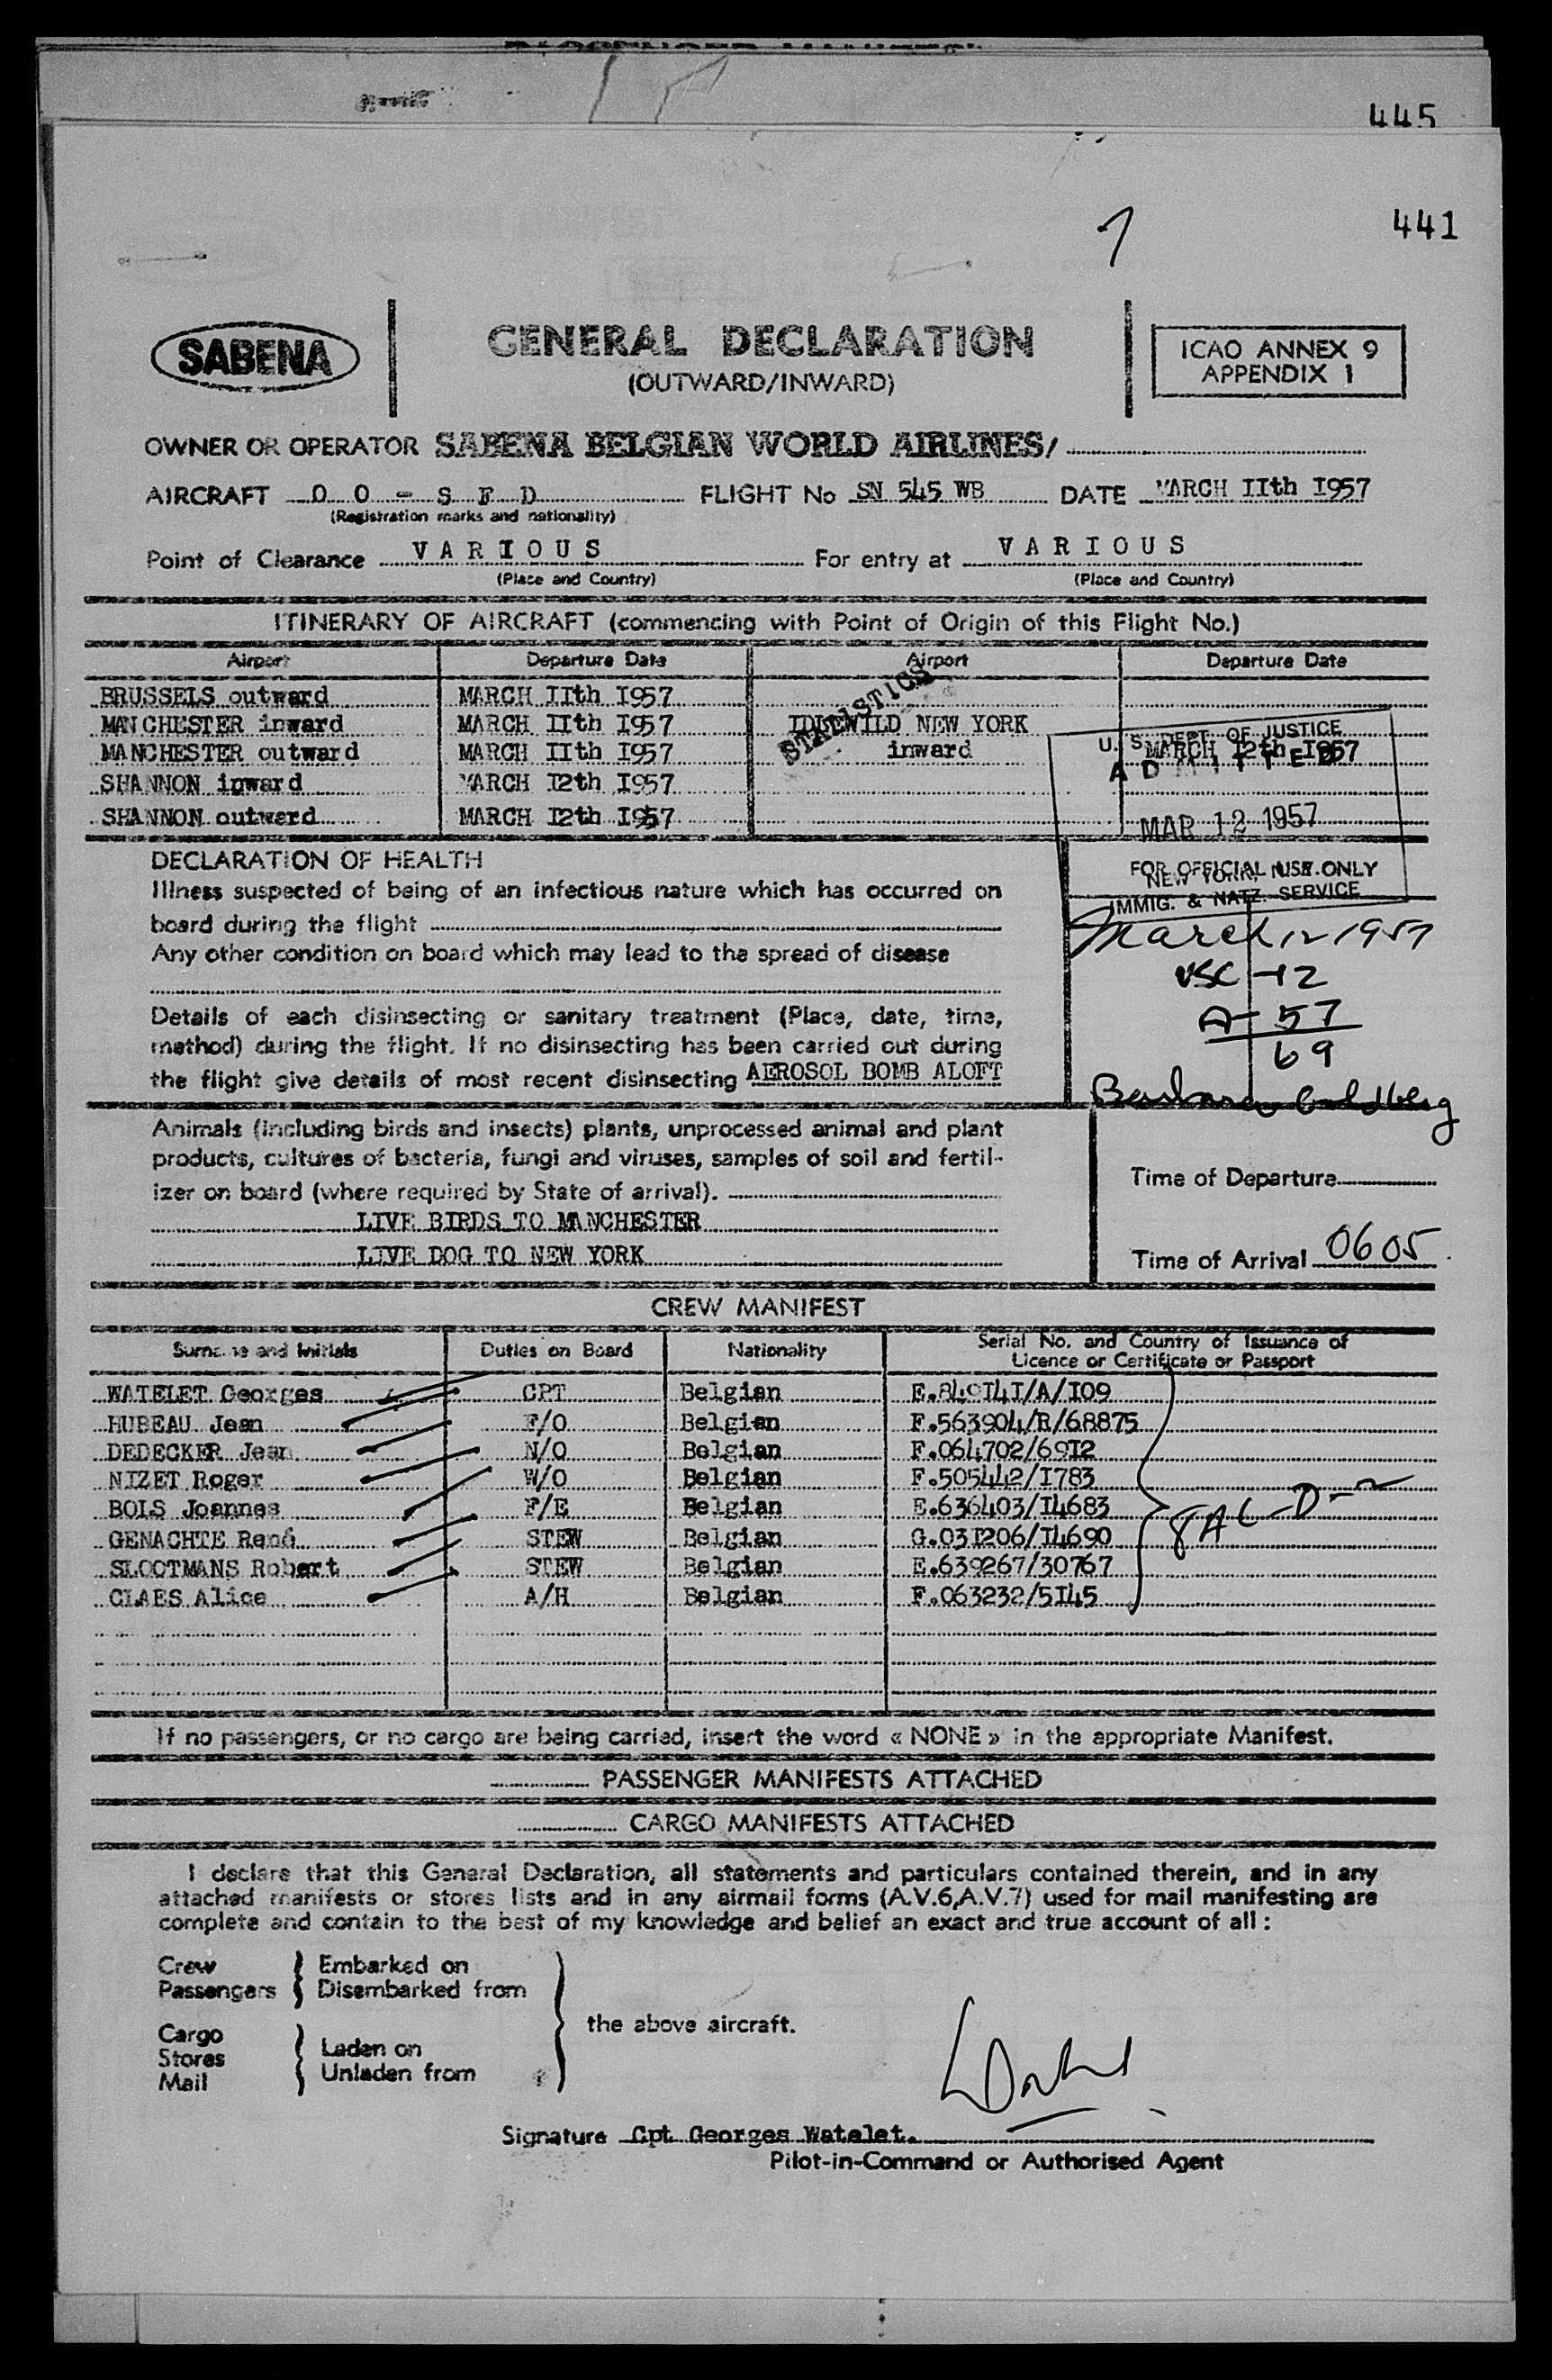 445
1
441
SABENA
GENERAL DECLARATION
(OUTWARD/INWARD)
ICAO ANNEX 9
APPENDIX 1
OWNER OR OPERATOR SABENA BELGIAN WORLD AIRLINES/
AIRCRAFT O O - S F D FLIGHT No SN 545 WB DATE MARCH IIth I957
(Registration marks and nationality)
Point of Clearance V A R I O U S For entry at V A R I O U S
(Place and Country) (Place and Country)
ITINERARY OF AIRCRAFT (commencing with Point of Origin of this Flight No.)
Airport Departure Date Airport Departure Date
BRUSSELS outward MARCH IIth I957
MANCHESTER inward MARCH IIth I957 IDLEWILD NEW YORK
MANCHESTER outward MARCH IIth I957 inward MARCH I2th I957
SHANNON inward MARCH I2th I957
SHANNON outward MARCH I2th I957
STATISTICS
U. S. DEPT. OF JUSTICE
ADMITTED
MAR 12 1957
NEW YORK, N.Y.
IMMIG. & NATZ. SERVICE
DECLARATION OF HEALTH
Illness suspected of being of an infectious nature which has occurred on
board during the flight
Any other condition on board which may lead to the spread of disease
Details of each disinsecting or sanitary treatment (Place, date, time,
method) during the flight. If no disinsecting has been carried out during
the flight give details of most recent disinsecting AEROSOL BOMB ALOFT
FOR OFFICIAL USE ONLY
March 12 1957
USC - 12
A - 57
69
Barbara Goldberg
Animals (including birds and insects) plants, unprocessed animal and plant
products, cultures of bacteria, fungi and viruses, samples of soil and fertil-
izer on board (where required by State of arrival).
LIVE BIRDS TO MANCHESTER
LIVE DOG TO NEW YORK
Time of Departure
Time of Arrival 0605
CREW MANIFEST
Surname and Initials Duties on Board Nationality Serial No. and Country of Issuance of
Licence or Certificate or Passport
WATELET Georges CPT Belgian E.849I4I/A/I09
HUBEAU Jean F/O Belgian F.563904/R/68875
DEDECKER Jean N/O Belgian F.064702/69I2
NIZET Roger W/O Belgian F.505442/I783
BOLS Joannes F/E Belgian E.636403/I4683
GENACHTE René STEW Belgian G.03I206/I4690
SLOOTMANS Robert STEW Belgian E.639267/30767
CLAES Alice A/H Belgian F.063232/5I45
If no passengers, or no cargo are being carried, insert the word « NONE » in the appropriate Manifest.
PASSENGER MANIFESTS ATTACHED
CARGO MANIFESTS ATTACHED
I declare that this General Declaration, all statements and particulars contained therein, and in any
attached manifests or stores lists and in any airmail forms (A.V.6,A.V.7) used for mail manifesting are
complete and contain to the best of my knowledge and belief an exact and true account of all :
Crew Embarked on
Passengers Disembarked from
the above aircraft.
Cargo
Stores Laden on
Mail Unladen from
Signature Cpt Georges Watelet.
Pilot-in-Command or Authorised Agent